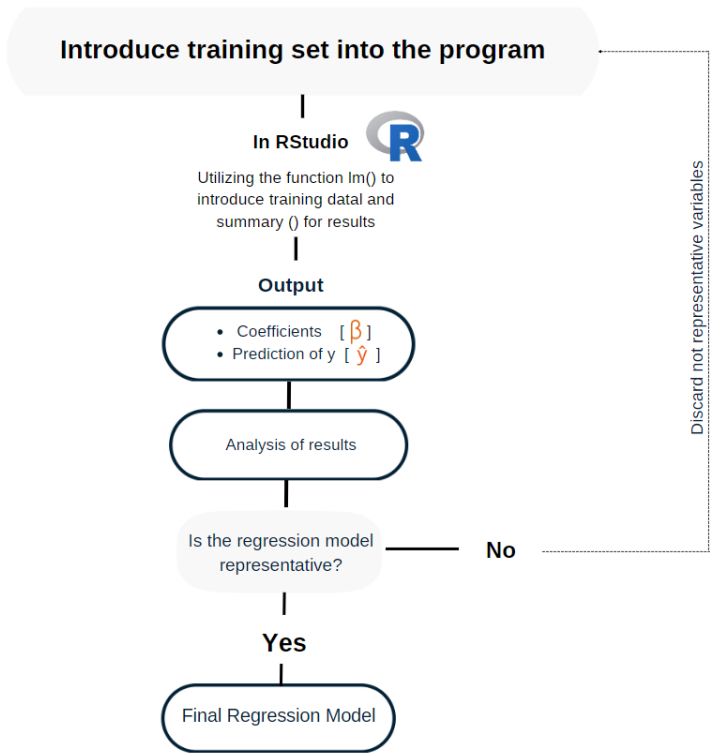 Introduce training set into the program
In RStudio
R
Utilizing the function lm() to
introduce training datal and
summary () for results
Output
• Coefficients [ β ]
• Prediction of y [ ŷ ]
Analysis of results
Is the regression model
representative?
No
Discard not representative variables
Yes
Final Regression Model